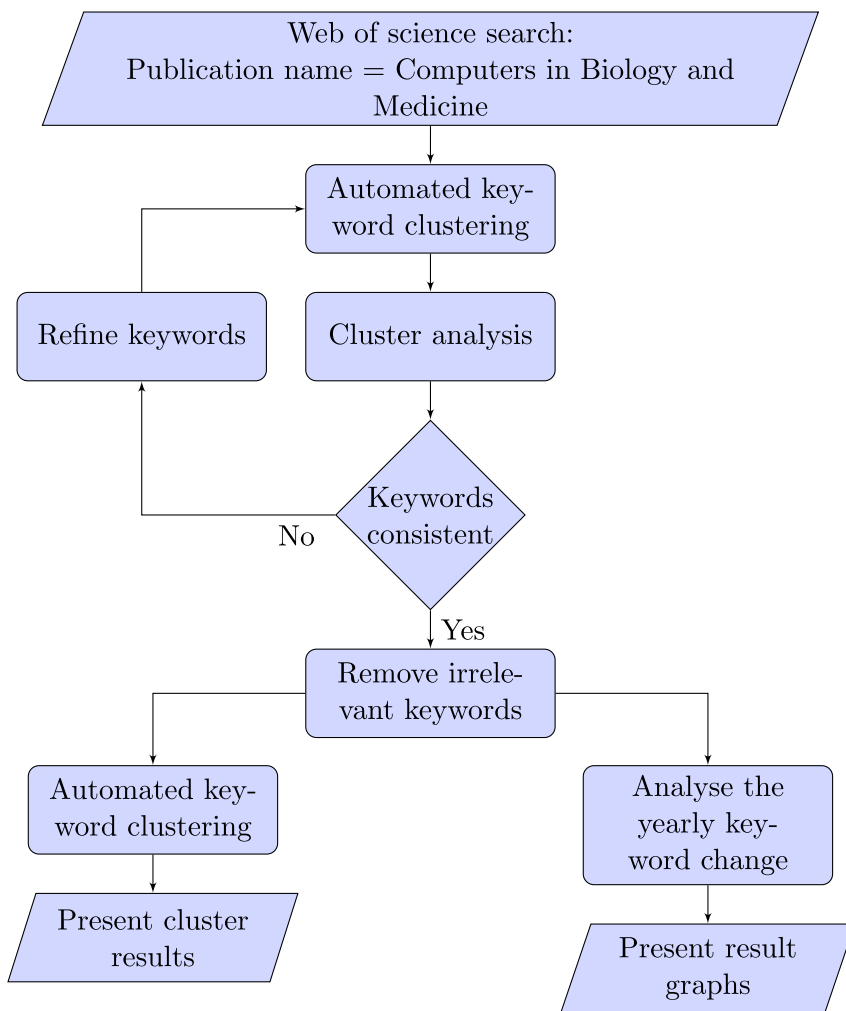 Web of science search:
Publication name = Computers in Biology and
Medicine
Automated key-
word clustering
Refine keywords
Cluster analysis
Keywords
consistent
No
Yes
Remove irrele-
vant keywords
Automated key-
word clustering
Analyse the
yearly key-
word change
Present cluster
results
Present result
graphs